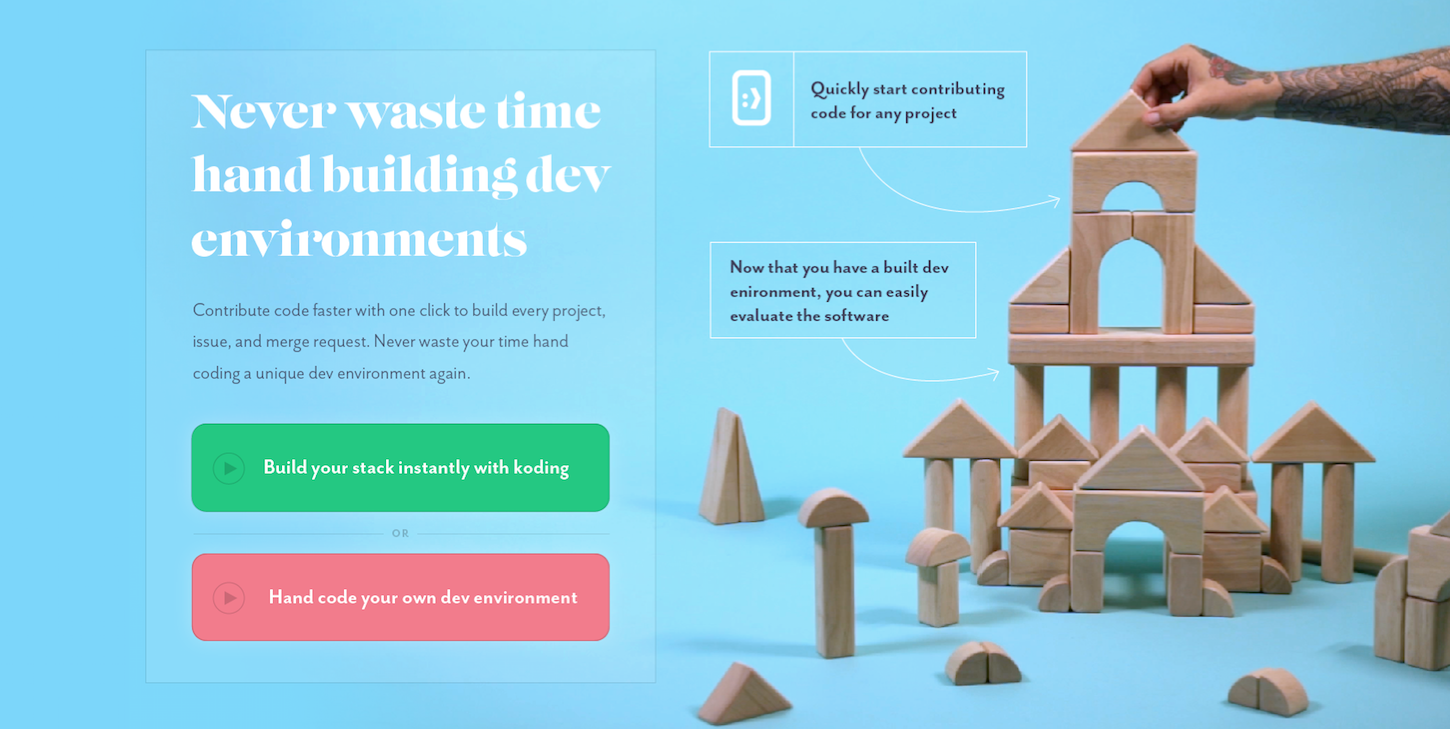 Never waste time
hand building dev
environments
Contribute code faster with one click to build every project,
issue, and merge request. Never waste your time hand
coding a unique dev environment again.
Build your stack instantly with koding
OR
Hand code your own dev environment
Quickly start contributing
code for any project
Now that you have a built dev
enironment, you can easily
evaluate the software